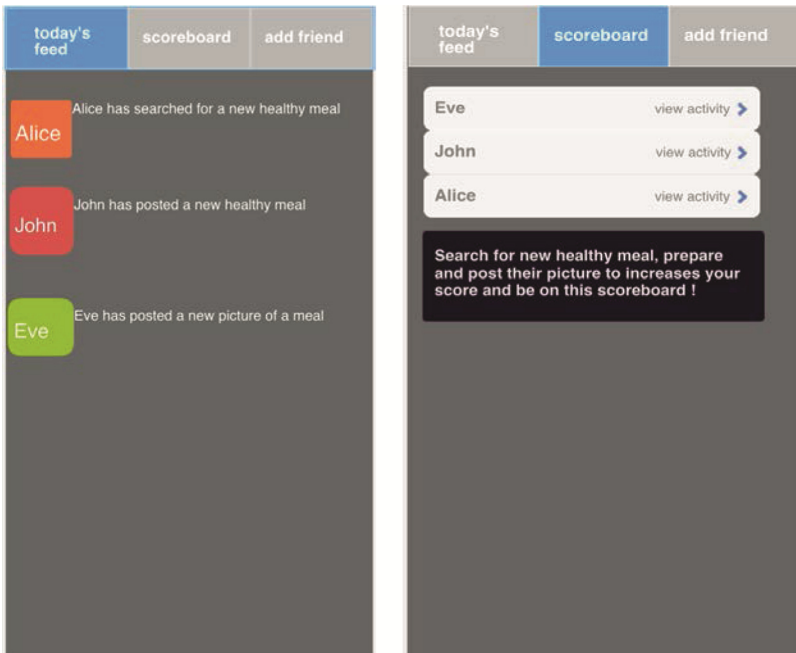 today's
feed
scoreboard
add friend
Alice has searched for a new healthy meal
Alice
John has posted a new healthy meal
John
Eve has posted a new picture of a meal
Eve
today's
feed
scoreboard
add friend
Eve view activity
John view activity
Alice view activity
Search for new healthy meal, prepare
and post their picture to increases your
score and be on this scoreboard !